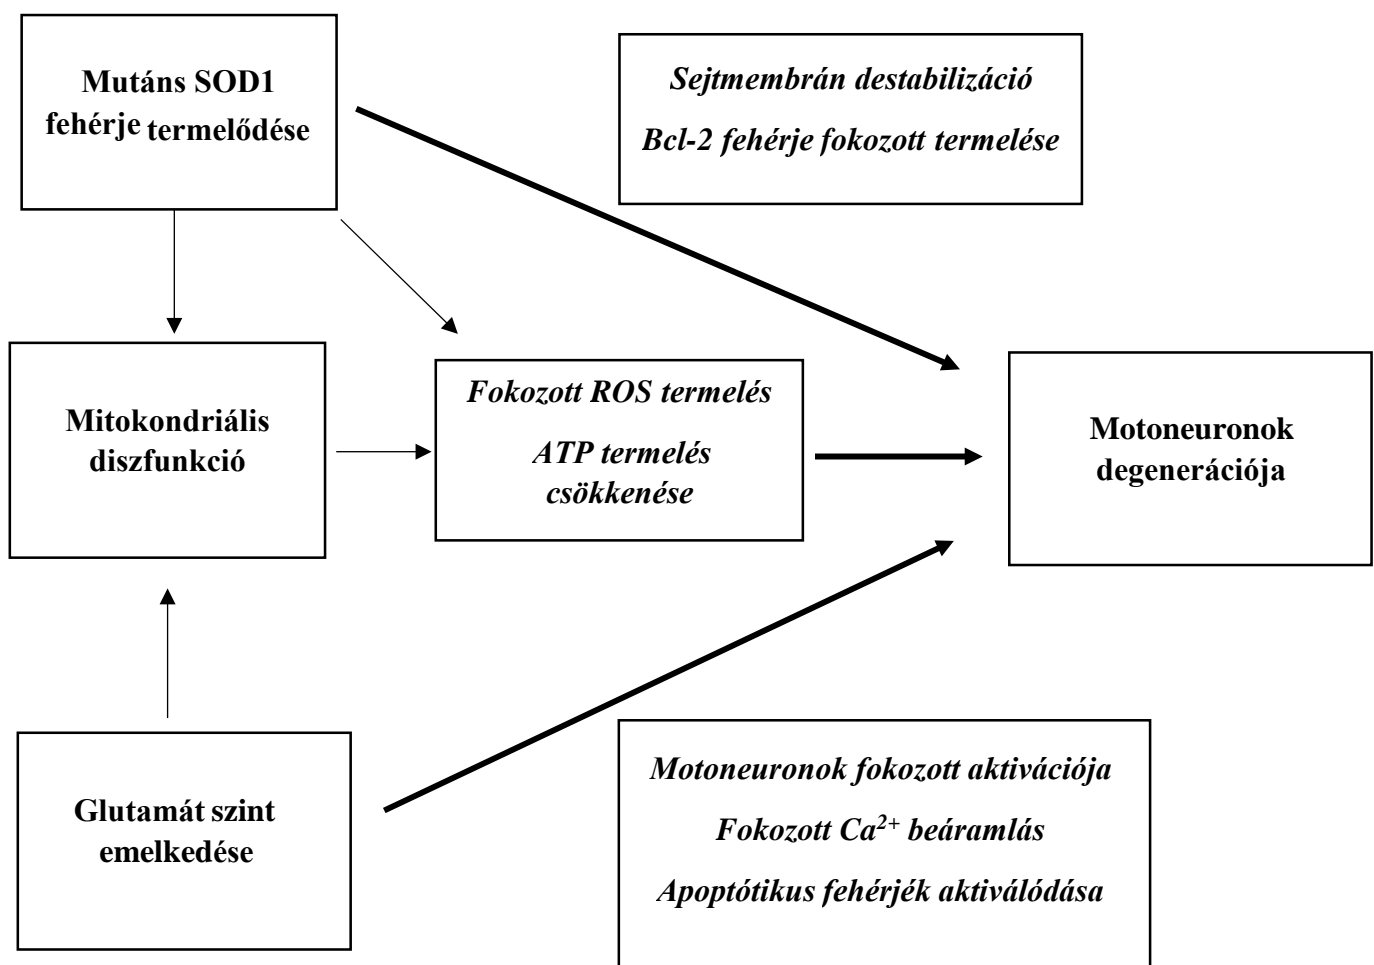 Mutáns SOD1
fehérje termelődése
Sejtmembrán destabilizáció
Bcl-2 fehérje fokozott termelése
Mitokondriális
diszfunkció
Fokozott ROS termelés
ATP termelés
csökkenése
Motoneuronok
degenerációja
Glutamát szint
emelkedése
Motoneuronok fokozott aktivációja
Fokozott Ca²⁺ beáramlás
Apoptótikus fehérjék aktiválódása